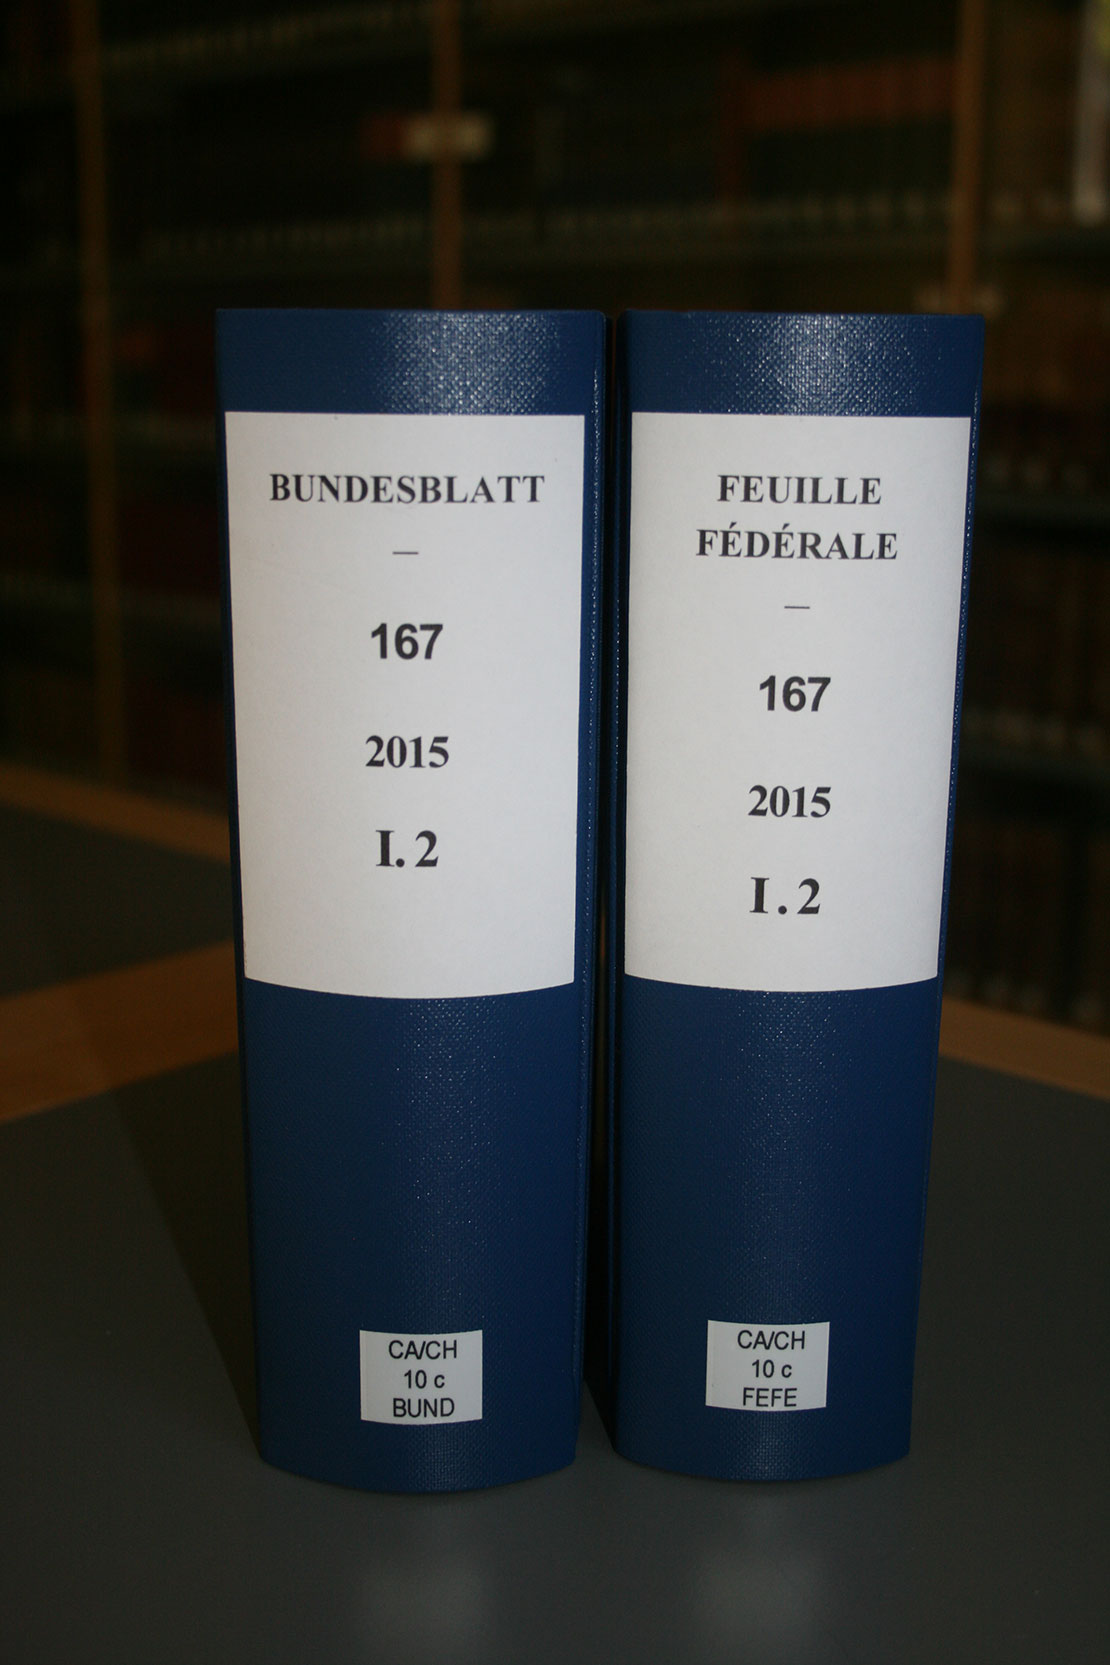 BUNDESBLATT
—
167
2015
I. 2
CA/CH
10 c
BUND
FEUILLE
FÉDÉRALE
—
167
2015
I . 2
CA/CH
10 c
FEFE